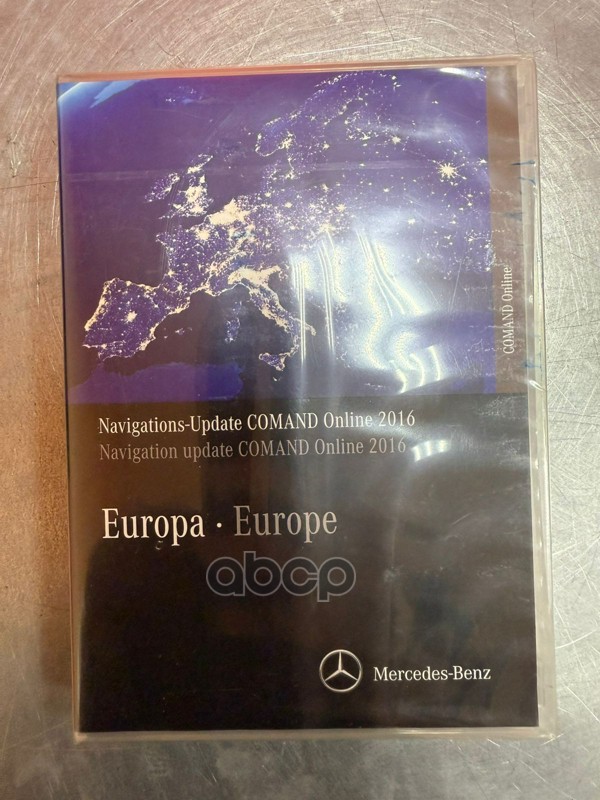 COMAND Online
Navigations-Update COMAND Online 2016
Navigation update COMAND Online 2016
Europa · Europe
abcp
Mercedes-Benz